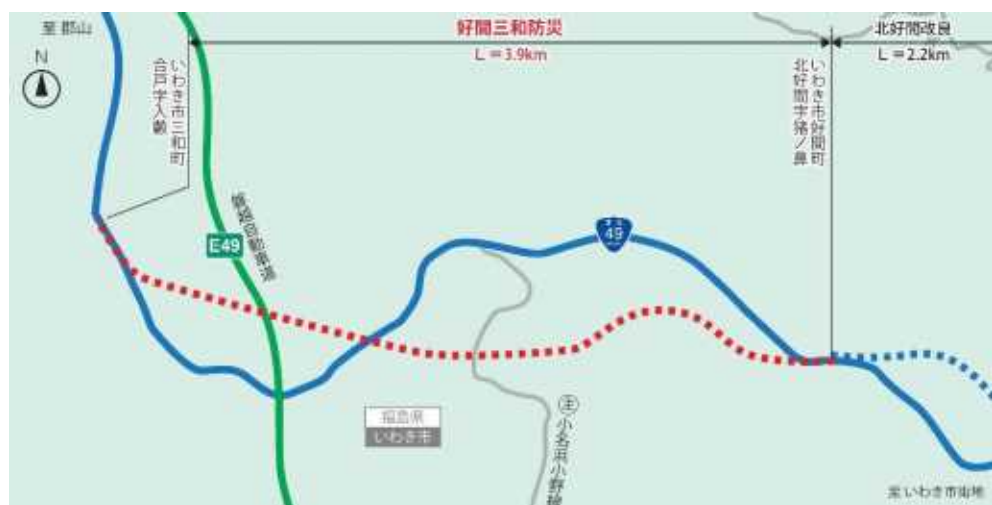 至 郡山
好間三和防災
L＝3.9km
北好間改良
L＝2.2km
N
いわき市三和町
合戸字入藪
いわき市好間町
北好間字猪ノ鼻
磐越自動車道
E49
49
主 小名浜小野線
福島県
いわき市
至 いわき市街地